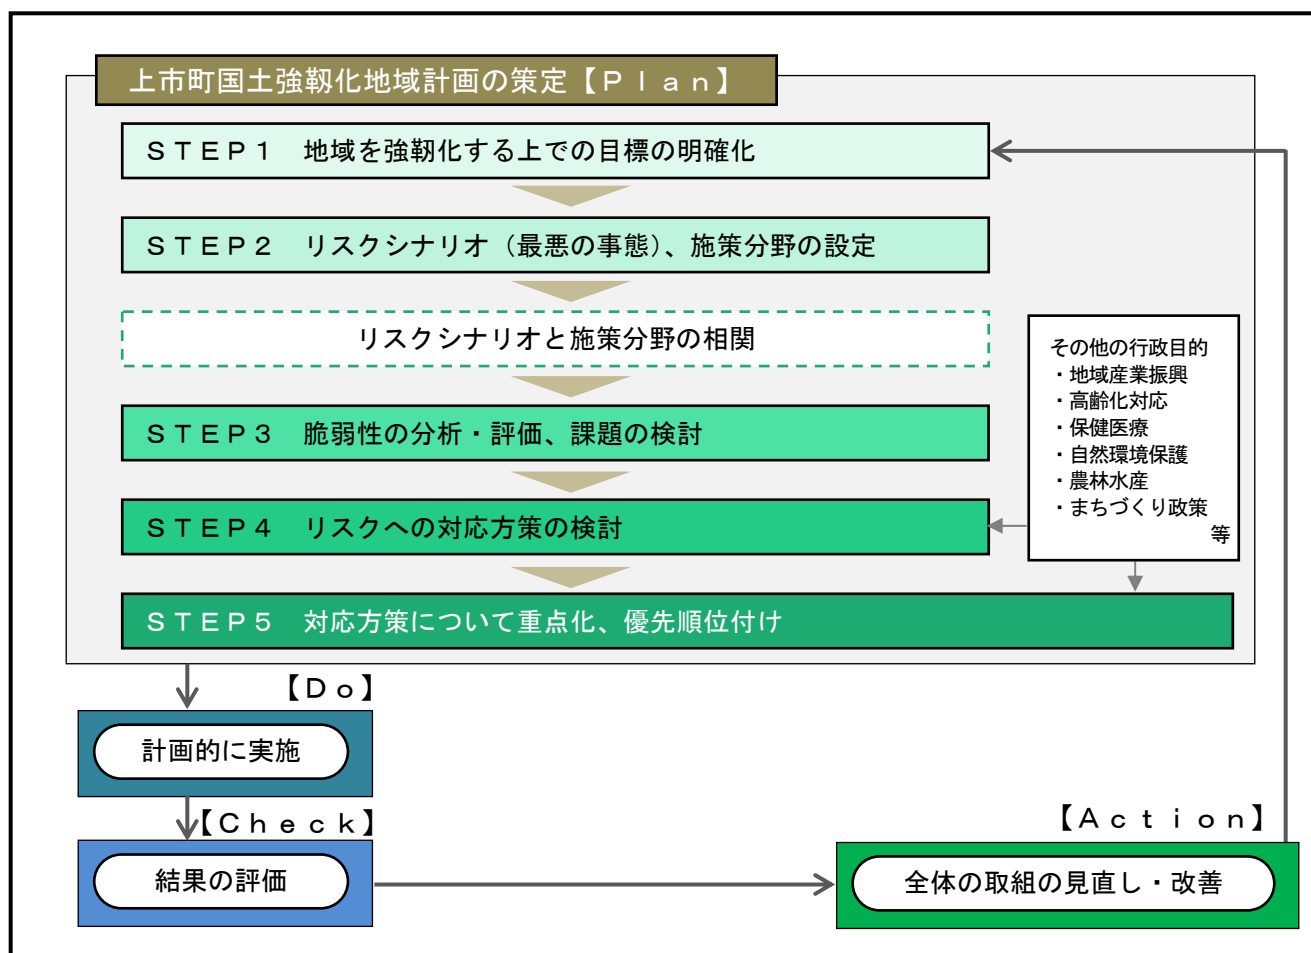 上市町国土強靱化地域計画の策定【Ｐｌａｎ】
ＳＴＥＰ１　地域を強靱化する上での目標の明確化
ＳＴＥＰ２　リスクシナリオ（最悪の事態）、施策分野の設定
リスクシナリオと施策分野の相関
その他の行政目的
・地域産業振興
・高齢化対応
・保健医療
・自然環境保護
・農林水産
・まちづくり政策
等
ＳＴＥＰ３　脆弱性の分析・評価、課題の検討
ＳＴＥＰ４　リスクへの対応方策の検討
ＳＴＥＰ５　対応方策について重点化、優先順位付け
【Ｄｏ】
計画的に実施
【Ｃｈｅｃｋ】
結果の評価
【Ａｃｔｉｏｎ】
全体の取組の見直し・改善